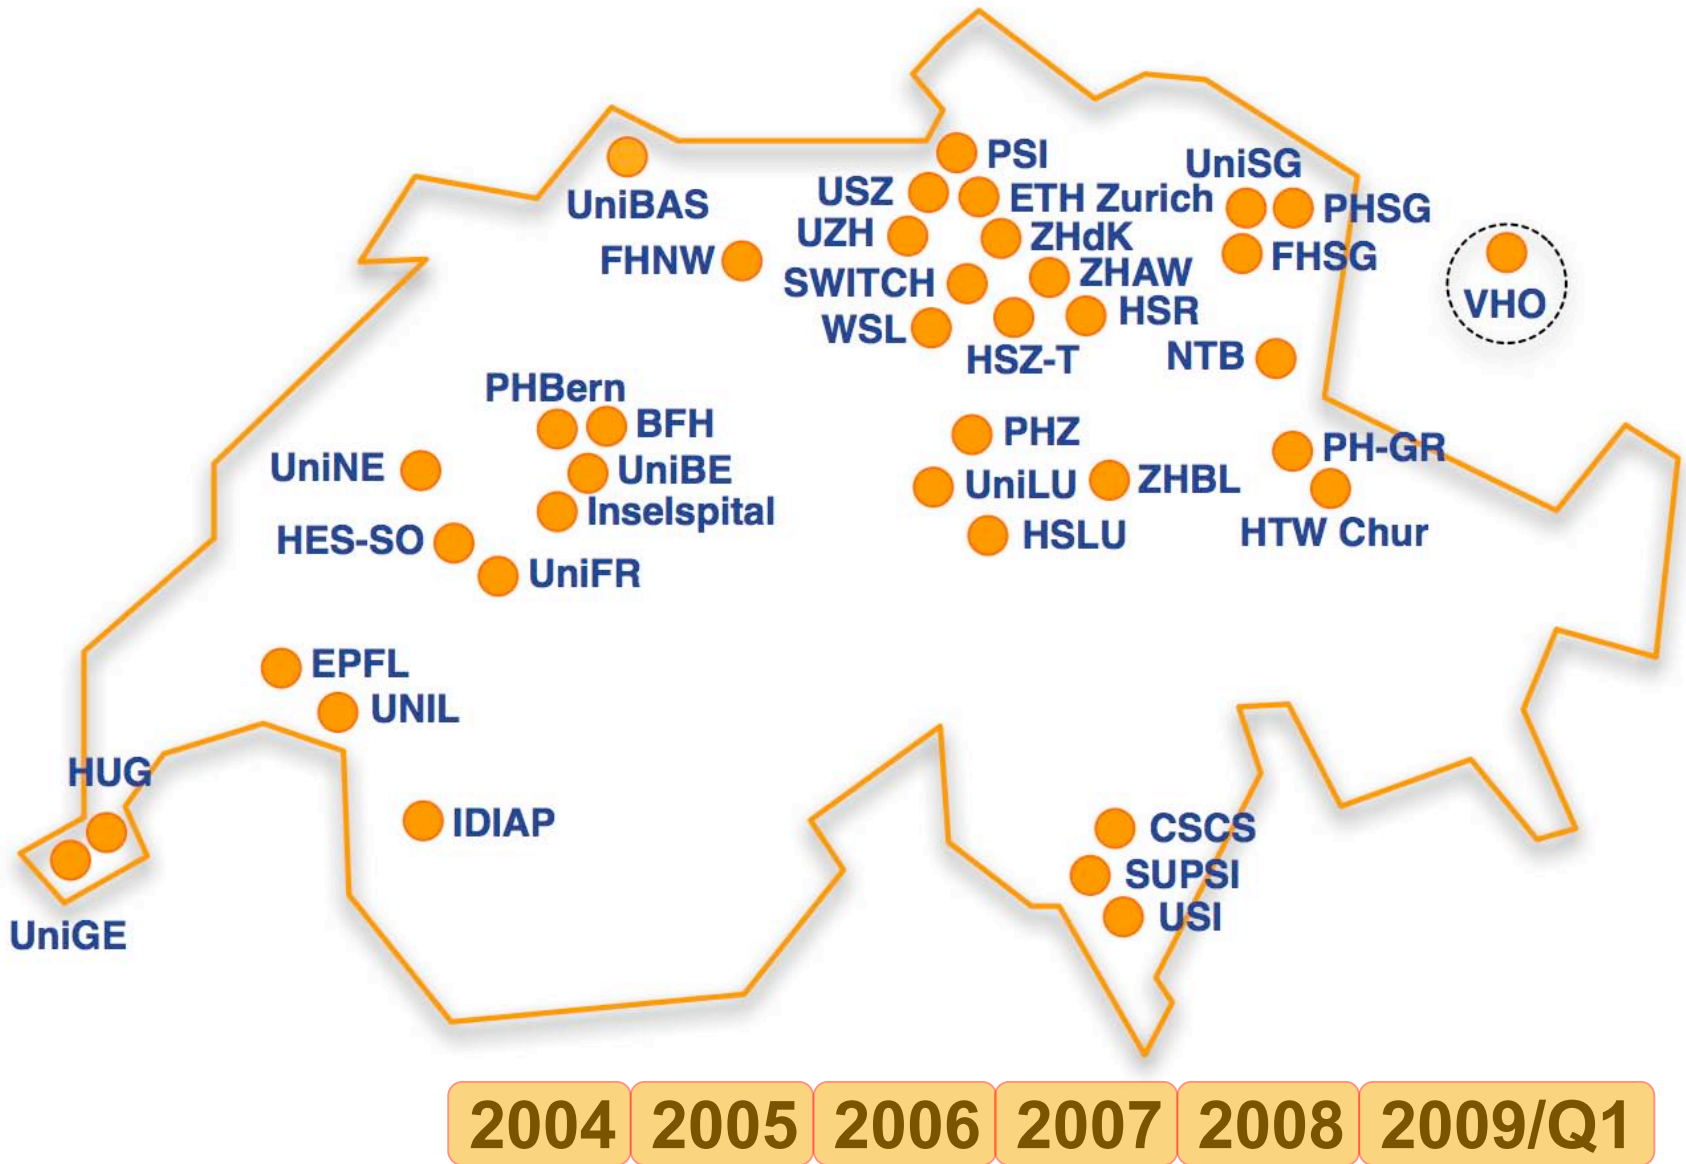 PSI
UniSG
USZ
ETH Zurich
PHSG
UniBAS
UZH
ZHdK
FHNW
FHSG
SWITCH
ZHAW
VHO
WSL
HSR
HSZ-T
NTB
PHBern
BFH
PHZ
PH-GR
UniNE
UniBE
UniLU
ZHBL
Inselspital
HES-SO
HSLU
HTW Chur
UniFR
EPFL
UNIL
HUG
IDIAP
CSCS
SUPSI
USI
UniGE
2004 2005 2006 2007 2008 2009/Q1